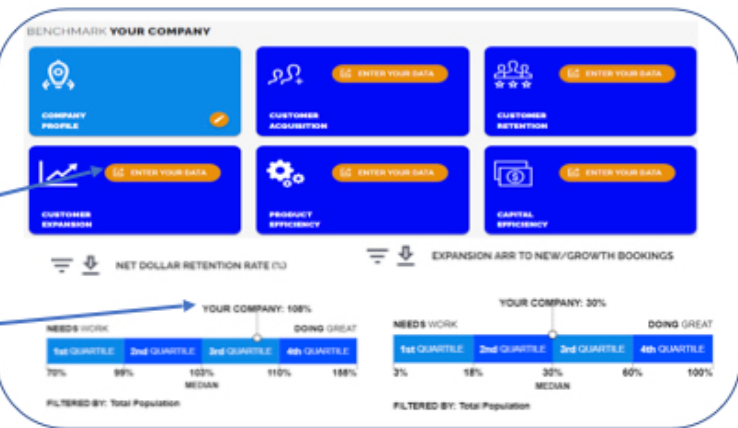 BENCHMARK YOUR COMPANY
COMPANY PROFILE
ENTER YOUR DATA
CUSTOMER ACQUISITION
ENTER YOUR DATA
CUSTOMER RETENTION
ENTER YOUR DATA
CUSTOMER EXPANSION
ENTER YOUR DATA
PRODUCT EFFICIENCY
ENTER YOUR DATA
CAPITAL EFFICIENCY
NET DOLLAR RETENTION RATE (%)
YOUR COMPANY: 108%
NEEDS WORK DOING GREAT
1st QUARTILE 2nd QUARTILE 3rd QUARTILE 4th QUARTILE
70% 99% 103% 110% 158%
MEDIAN
FILTERED BY: Total Population
EXPANSION ARR TO NEW/GROWTH BOOKINGS
YOUR COMPANY: 30%
NEEDS WORK DOING GREAT
1st QUARTILE 2nd QUARTILE 3rd QUARTILE 4th QUARTILE
3% 18% 30% 60% 100%
MEDIAN
FILTERED BY: Total Population